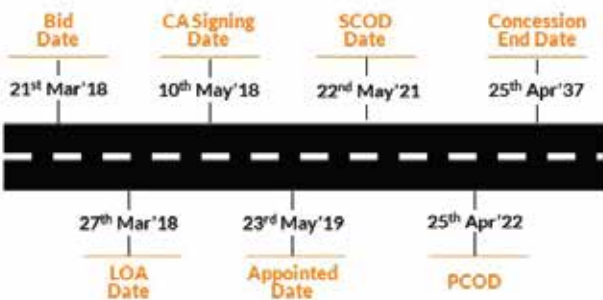 Bid
Date
21st Mar'18
CA Signing
Date
10th May'18
SCOD
Date
22nd May'21
Concession
End Date
25th Apr'37
27th Mar'18
LOA
Date
23rd May'19
Appointed
Date
25th Apr'22
PCOD